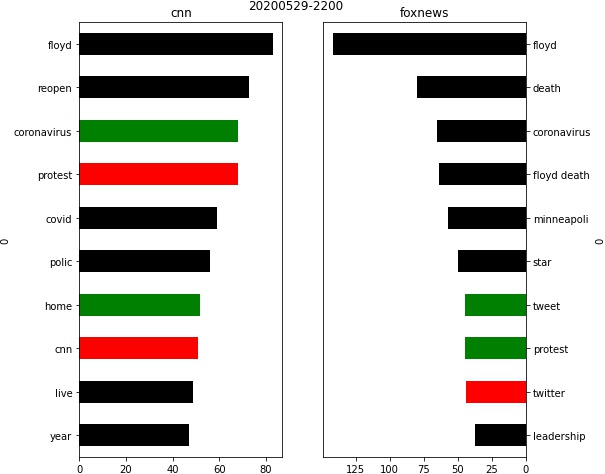 20200529-2200
cnn
foxnews
floyd
reopen
coronavirus
protest
covid
polic
home
cnn
live
year
0
0 20 40 60 80
floyd
death
coronavirus
floyd death
minneapoli
star
tweet
protest
twitter
leadership
0
125 100 75 50 25 0